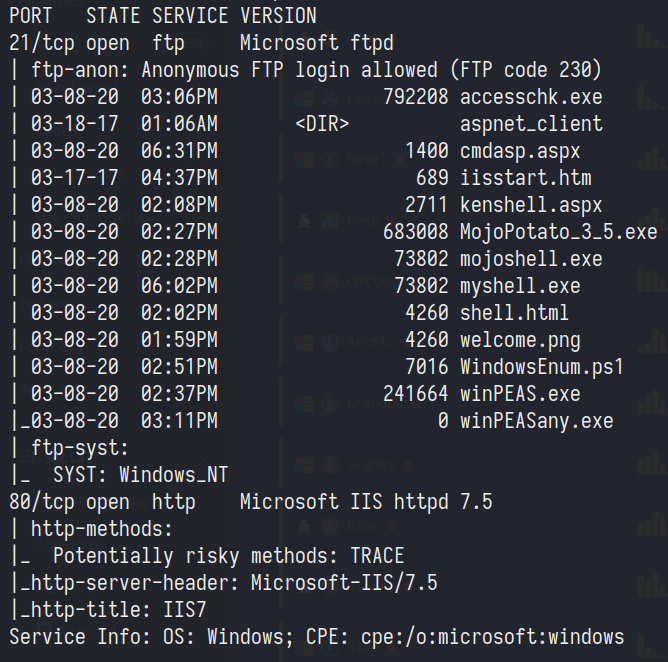 PORT   STATE SERVICE VERSION
21/tcp open  ftp     Microsoft ftpd
| ftp-anon: Anonymous FTP login allowed (FTP code 230)
| 03-08-20  03:06PM               792208 accesschk.exe
| 03-18-17  01:06AM       <DIR>          aspnet_client
| 03-08-20  06:31PM                 1400 cmdasp.aspx
| 03-17-17  04:37PM                  689 iisstart.htm
| 03-08-20  02:08PM                 2711 kenshell.aspx
| 03-08-20  02:27PM               683008 MojoPotato_3_5.exe
| 03-08-20  02:28PM                73802 mojoshell.exe
| 03-08-20  06:02PM                73802 myshell.exe
| 03-08-20  02:02PM                 4260 shell.html
| 03-08-20  01:59PM                 4260 welcome.png
| 03-08-20  02:51PM                 7016 WindowsEnum.ps1
| 03-08-20  02:37PM               241664 winPEAS.exe
|_03-08-20  03:11PM                    0 winPEASany.exe
| ftp-syst:
|_  SYST: Windows_NT
80/tcp open  http    Microsoft IIS httpd 7.5
| http-methods:
|_  Potentially risky methods: TRACE
|_http-server-header: Microsoft-IIS/7.5
|_http-title: IIS7
Service Info: OS: Windows; CPE: cpe:/o:microsoft:windows